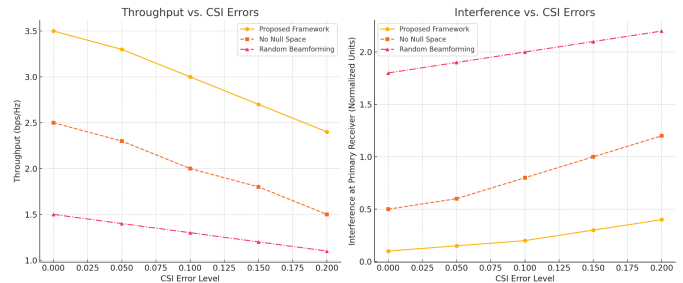 Throughput vs. CSI Errors
Throughput (bps/Hz)
3.5
3.0
2.5
2.0
1.5
1.0
Proposed Framework
No Null Space
Random Beamforming
0.000 0.025 0.050 0.075 0.100 0.125 0.150 0.175 0.200
CSI Error Level
Interference vs. CSI Errors
Interference at Primary Receiver (Normalized Units)
2.0
1.5
1.0
0.5
0.0
Proposed Framework
No Null Space
Random Beamforming
0.000 0.025 0.050 0.075 0.100 0.125 0.150 0.175 0.200
CSI Error Level